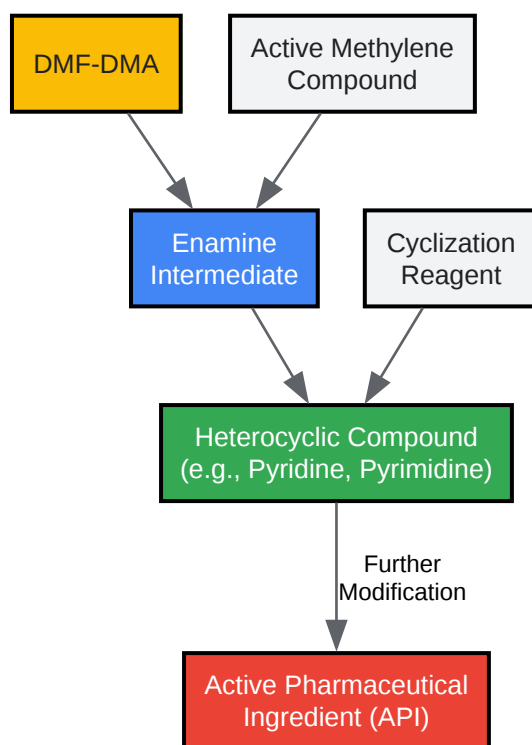 DMF-DMA
Active Methylene
Compound
Enamine
Intermediate
Cyclization
Reagent
Heterocyclic Compound
(e.g., Pyridine, Pyrimidine)
Further
Modification
Active Pharmaceutical
Ingredient (API)